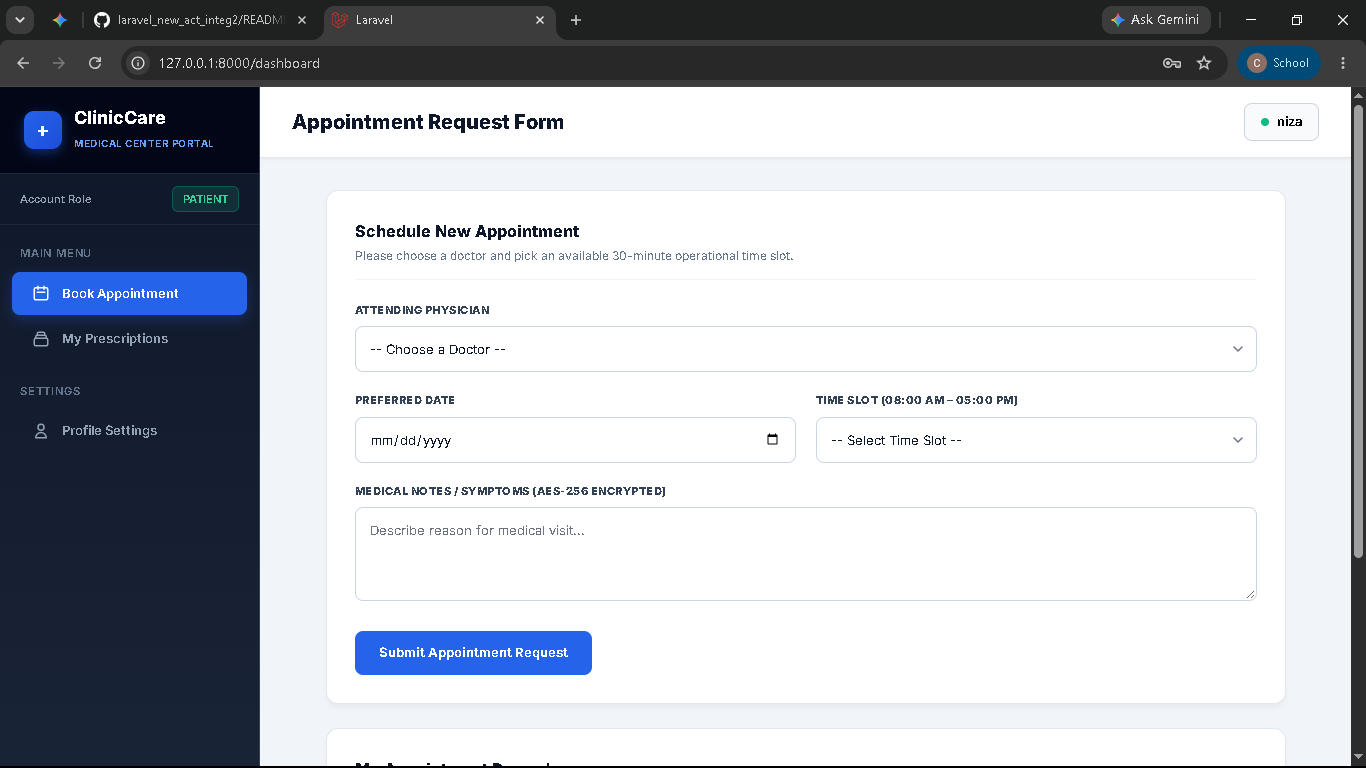 laravel_new_act_integ2/READM
Laravel
Ask Gemini
127.0.0.1:8000/dashboard
C
School
+
ClinicCare
MEDICAL CENTER PORTAL
Account Role
PATIENT
MAIN MENU
Book Appointment
My Prescriptions
SETTINGS
Profile Settings
Appointment Request Form
niza
Schedule New Appointment
Please choose a doctor and pick an available 30-minute operational time slot.
ATTENDING PHYSICIAN
-- Choose a Doctor --
PREFERRED DATE
TIME SLOT (08:00 AM – 05:00 PM)
mm/dd/yyyy
-- Select Time Slot --
MEDICAL NOTES / SYMPTOMS (AES-256 ENCRYPTED)
Describe reason for medical visit...
Submit Appointment Request